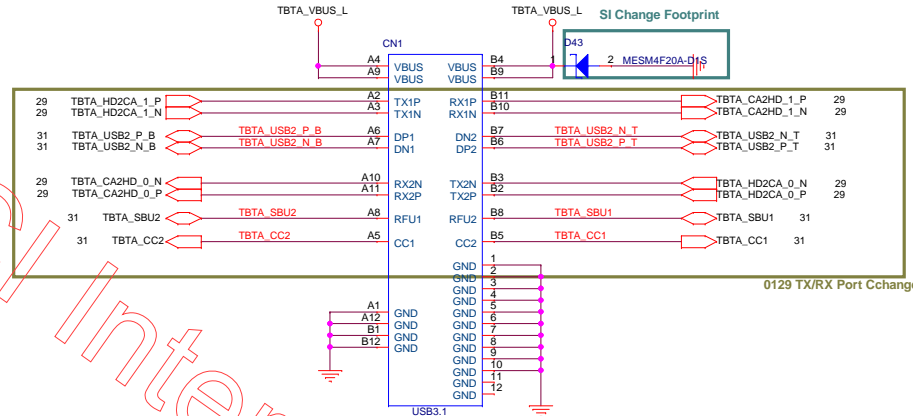 TBTA_VBUS_L TBTA_VBUS_L SI Change Footprint
CN1 D43
A4 VBUS VBUS B4 1 2 MESM4F20A-D1S
A9 VBUS VBUS B9
29 TBTA_HD2CA_1_P A2 TX1P RX1P B11 TBTA_CA2HD_1_P 29
29 TBTA_HD2CA_1_N A3 TX1N RX1N B10 TBTA_CA2HD_1_N 29
31 TBTA_USB2_P_B TBTA_USB2_P_B A6 DP1 DN2 B7 TBTA_USB2_N_T TBTA_USB2_N_T 31
31 TBTA_USB2_N_B TBTA_USB2_N_B A7 DN1 DP2 B6 TBTA_USB2_P_T TBTA_USB2_P_T 31
29 TBTA_CA2HD_0_N A10 RX2N TX2N B3 TBTA_HD2CA_0_N 29
29 TBTA_CA2HD_0_P A11 RX2P TX2P B2 TBTA_HD2CA_0_P 29
31 TBTA_SBU2 TBTA_SBU2 A8 RFU1 RFU2 B8 TBTA_SBU1 TBTA_SBU1 31
31 TBTA_CC2 TBTA_CC2 A5 CC1 CC2 B5 TBTA_CC1 TBTA_CC1 31
GND 1
GND 2
GND 3
0129 TX/RX Port Cchange
GND 4
A1 GND GND 5
A12 GND GND 6
B1 GND GND 7
B12 GND GND 8
GND 9
GND 10
GND 11
GND 12
USB3.1